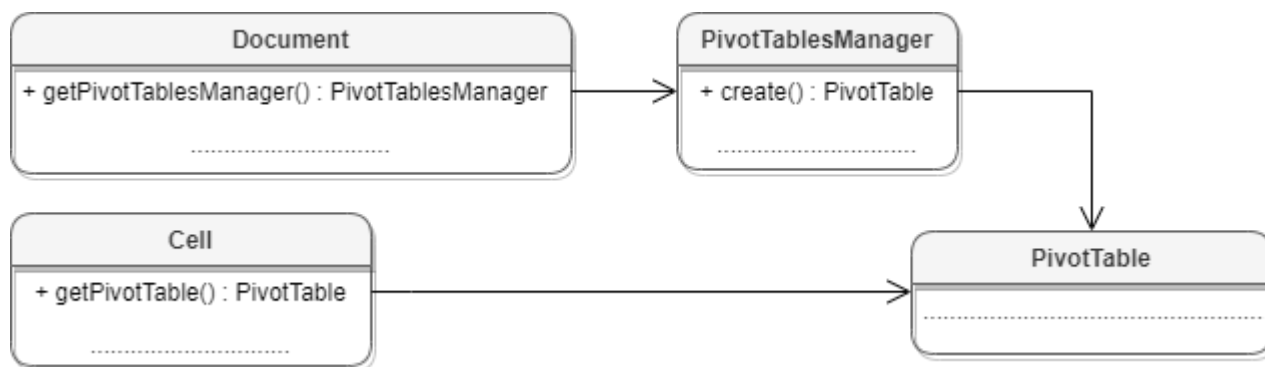 Document
+ getPivotTablesManager() : PivotTablesManager
PivotTablesManager
+ create() : PivotTable
Cell
+ getPivotTable() : PivotTable
PivotTable